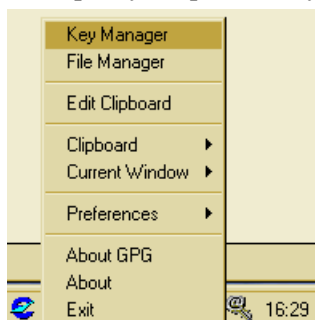 Key Manager
File Manager
Edit Clipboard
Clipboard
Current Window
Preferences
About GPG
About
Exit
16:29